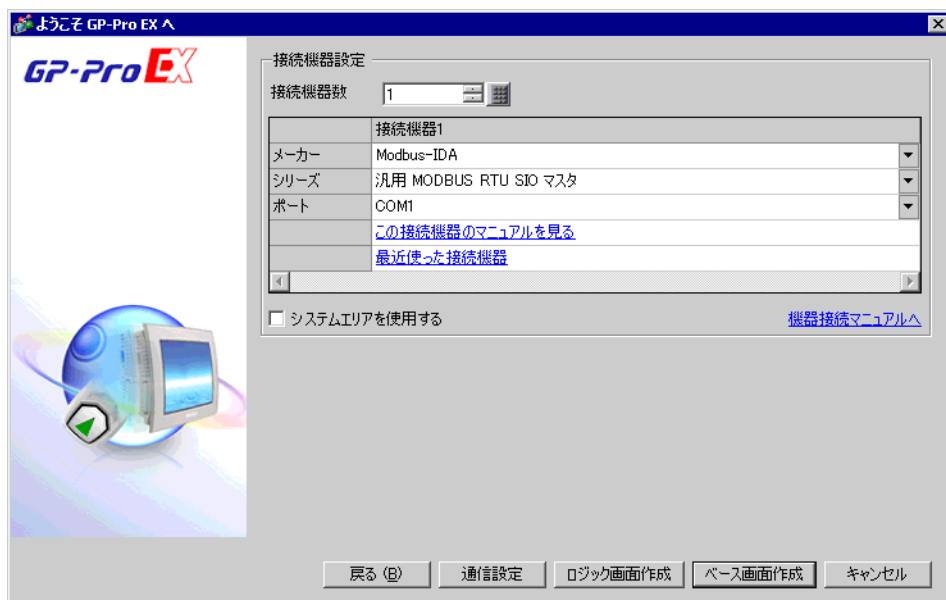 ようこそ GP-Pro EX へ
GP-Pro EX
接続機器設定
接続機器数 1
接続機器1
メーカー Modbus-IDA
シリーズ 汎用 MODBUS RTU SIO マスタ
ポート COM1
この接続機器のマニュアルを見る
最近使った接続機器
システムエリアを使用する 機器接続マニュアルへ
戻る (B) 通信設定 ロジック画面作成 ベース画面作成 キャンセル